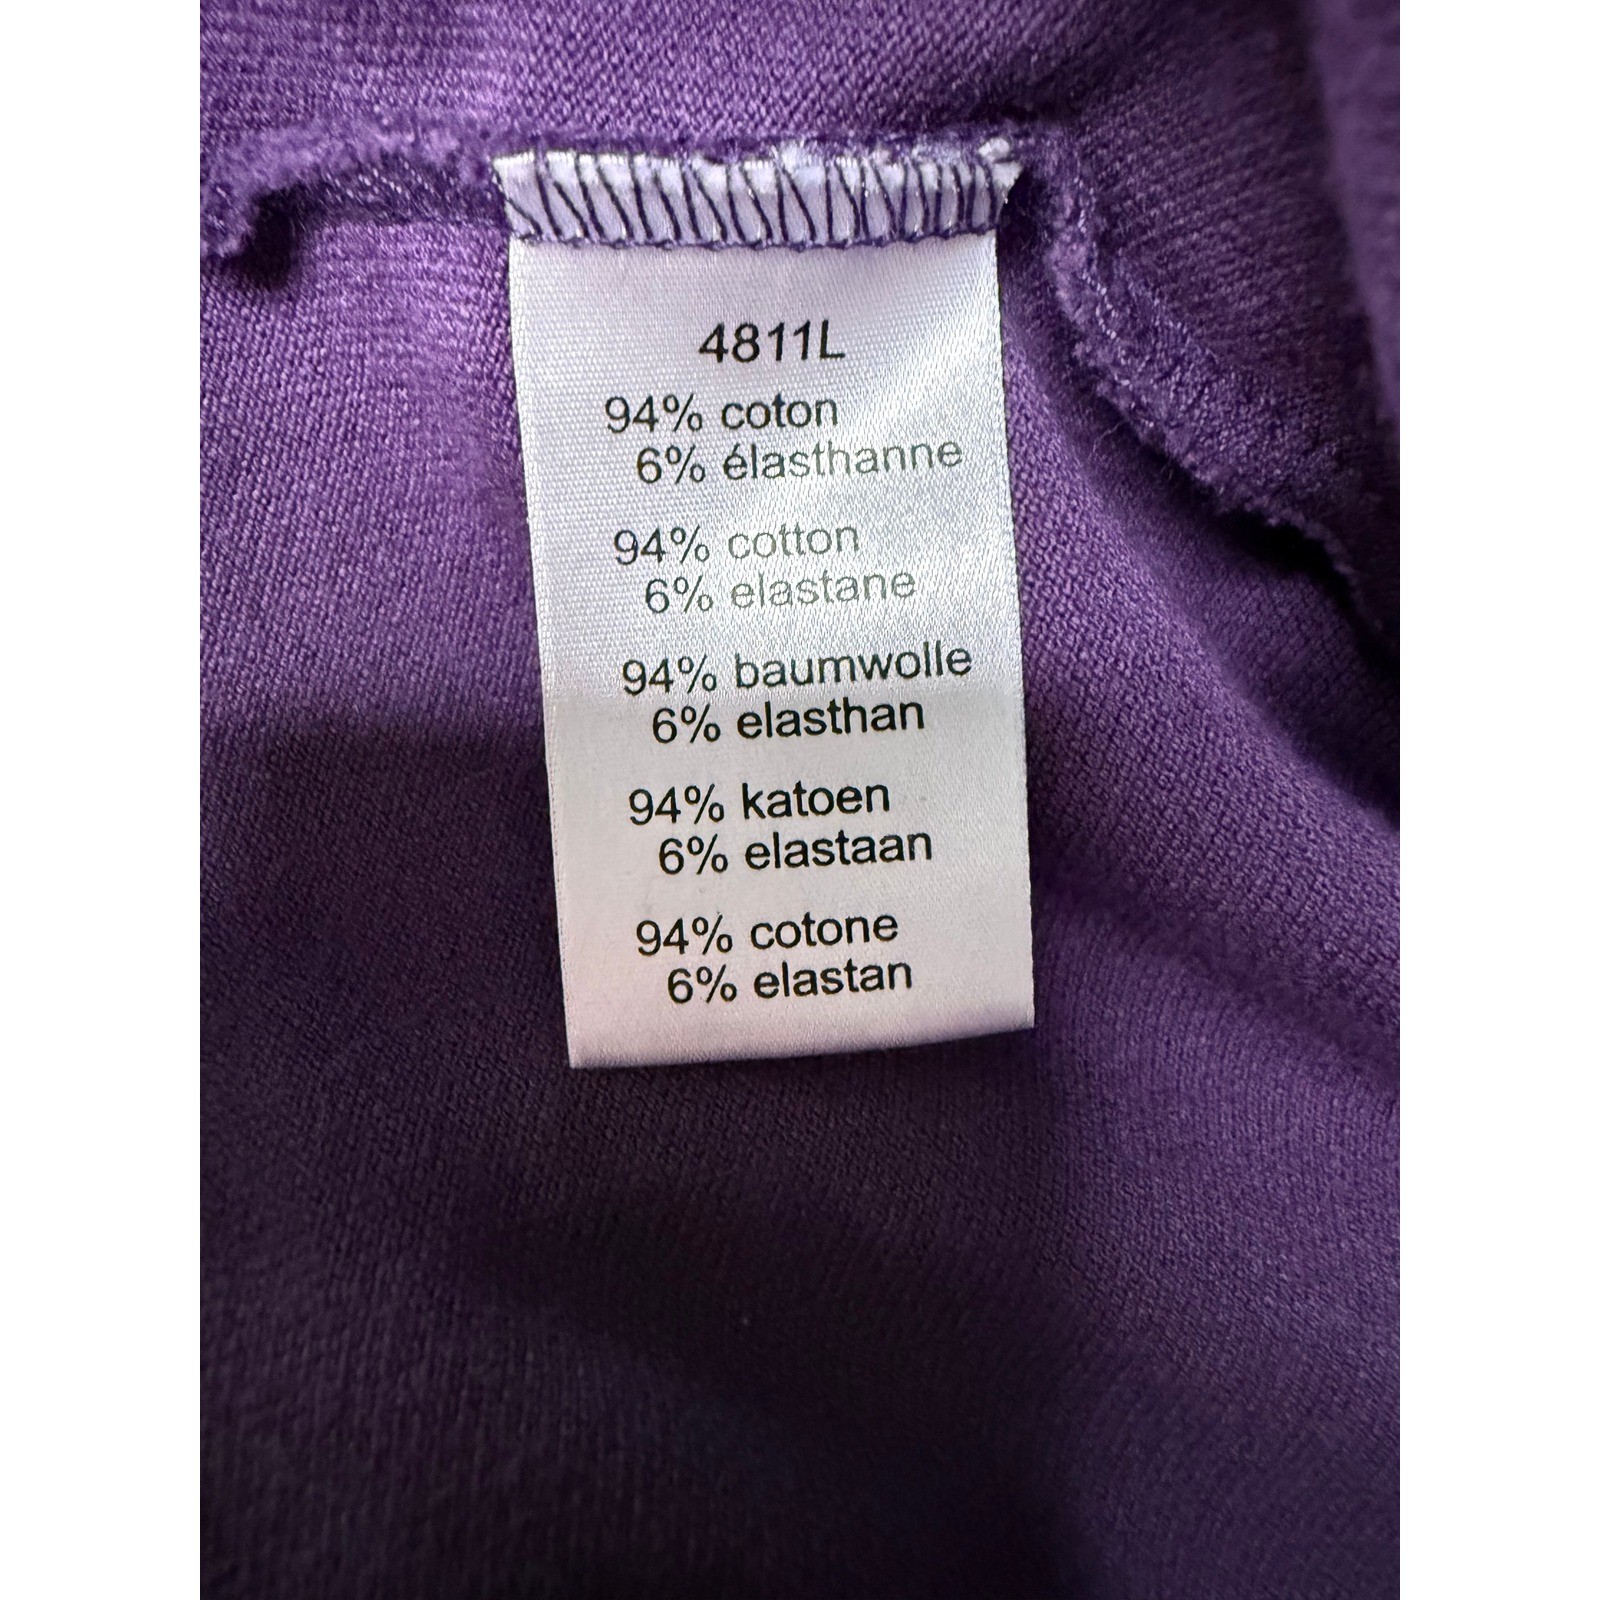 4811L
94% coton
6% élasthanne
94% cotton
6% elastane
94% baumwolle
6% elasthan
94% katoen
6% elastaan
94% cotone
6% elastan